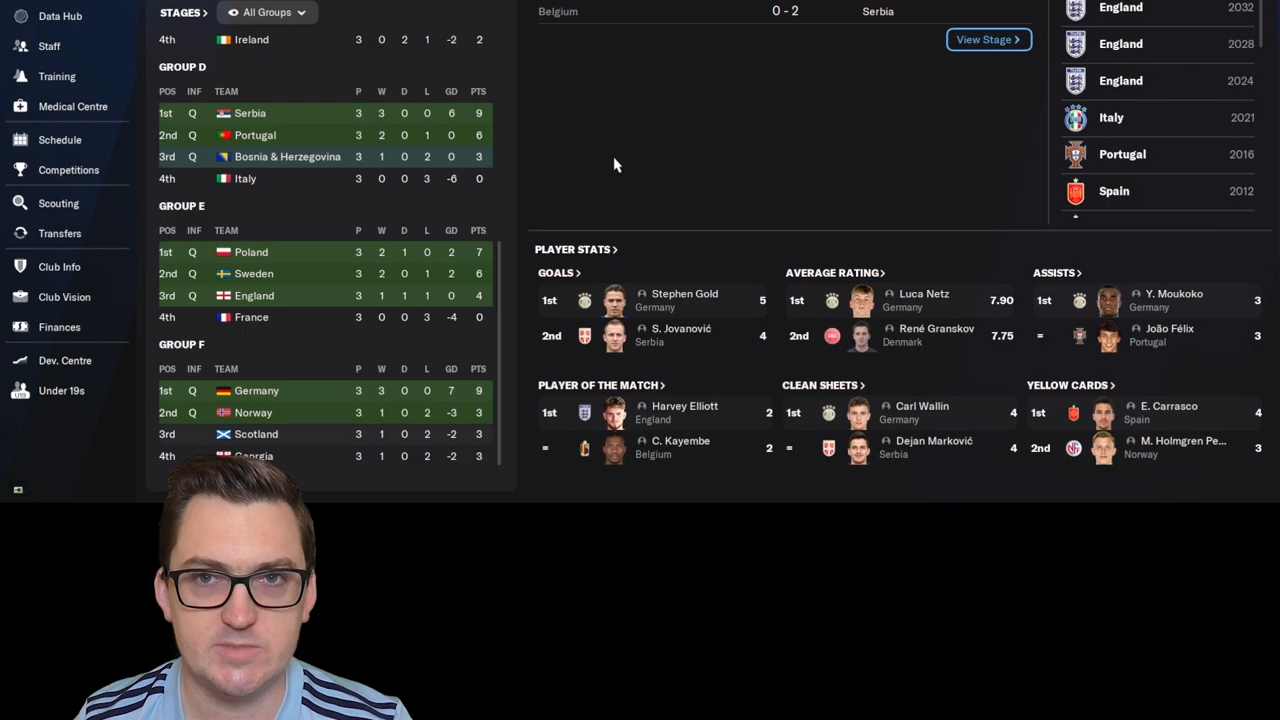 Data Hub
Staff
Training
Medical Centre
Schedule
Competitions
Scouting
Transfers
Club Info
Club Vision
Finances
Dev. Centre
U19 Under 19s
STAGES > All Groups
4th Ireland 3 0 2 1 -2 2
GROUP D
POS INF TEAM P W D L GD PTS
1st Q Serbia 3 3 0 0 6 9
2nd Q Portugal 3 2 0 1 0 6
3rd Q Bosnia & Herzegovina 3 1 0 2 0 3
4th Italy 3 0 0 3 -6 0
GROUP E
POS INF TEAM P W D L GD PTS
1st Q Poland 3 2 1 0 2 7
2nd Q Sweden 3 2 0 1 2 6
3rd Q England 3 1 1 1 0 4
4th France 3 0 0 3 -4 0
GROUP F
POS INF TEAM P W D L GD PTS
1st Q Germany 3 3 0 0 7 9
2nd Q Norway 3 1 0 2 -3 3
3rd Scotland 3 1 0 2 -2 3
4th Georgia 3 1 0 2 -2 3
Belgium 0 - 2 Serbia
View Stage >
England 2032
England 2028
England 2024
Italy 2021
Portugal 2016
Spain 2012
PLAYER STATS >
GOALS >
1st Stephen Gold 5
Germany
2nd S. Jovanović 4
Serbia
AVERAGE RATING >
1st Luca Netz 7.90
Germany
2nd René Granskov 7.75
Denmark
ASSISTS >
1st Y. Moukoko 3
Germany
= João Félix 3
Portugal
PLAYER OF THE MATCH >
1st Harvey Elliott 2
England
= C. Kayembe 2
Belgium
CLEAN SHEETS >
1st Carl Wallin 4
Germany
= Dejan Marković 4
Serbia
YELLOW CARDS >
1st E. Carrasco 4
Spain
2nd M. Holmgren Pe... 3
Norway